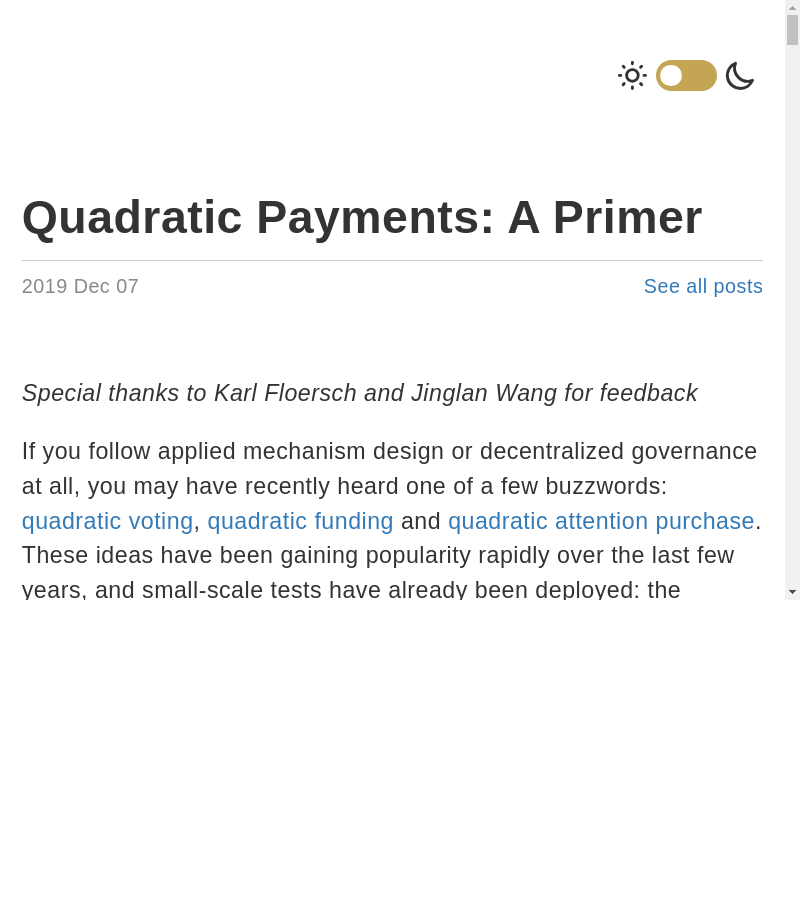 Quadratic Payments: A Primer
2019 Dec 07
See all posts
Special thanks to Karl Floersch and Jinglan Wang for feedback
If you follow applied mechanism design or decentralized governance
at all, you may have recently heard one of a few buzzwords:
quadratic voting, quadratic funding and quadratic attention purchase.
These ideas have been gaining popularity rapidly over the last few
years, and small-scale tests have already been deployed: the